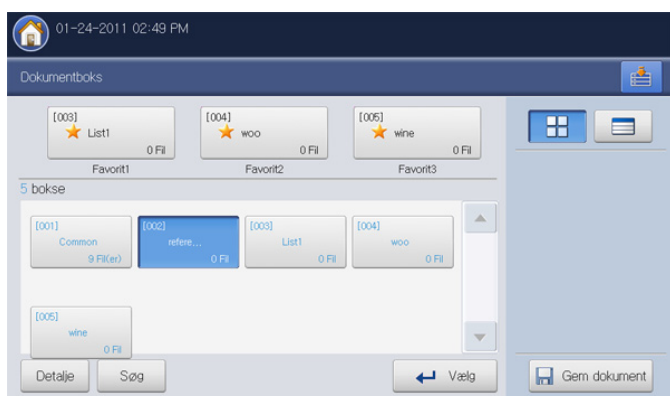 01-24-2011 02:49 PM
Dokumentboks
[003]
List1
0 Fil
Favorit1
[004]
woo
0 Fil
Favorit2
[005]
wine
0 Fil
Favorit3
5 bokse
[001]
Common
9 Fil(er)
[002]
refere...
0 Fil
[003]
List1
0 Fil
[004]
woo
0 Fil
[005]
wine
0 Fil
Detalje
Søg
Vælg
Gem dokument